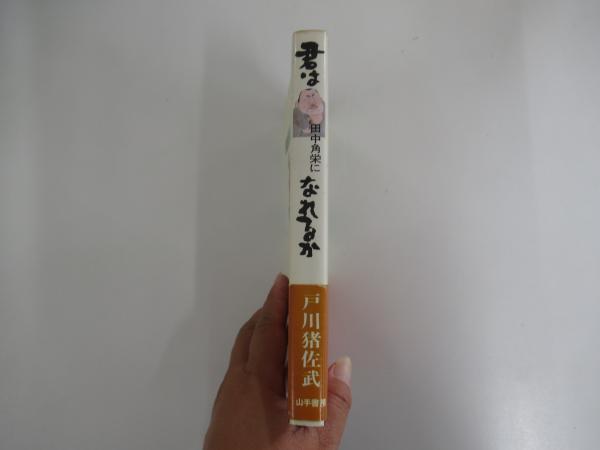 君は
田中角栄に
なれるか
戸川猪佐武
山手書房